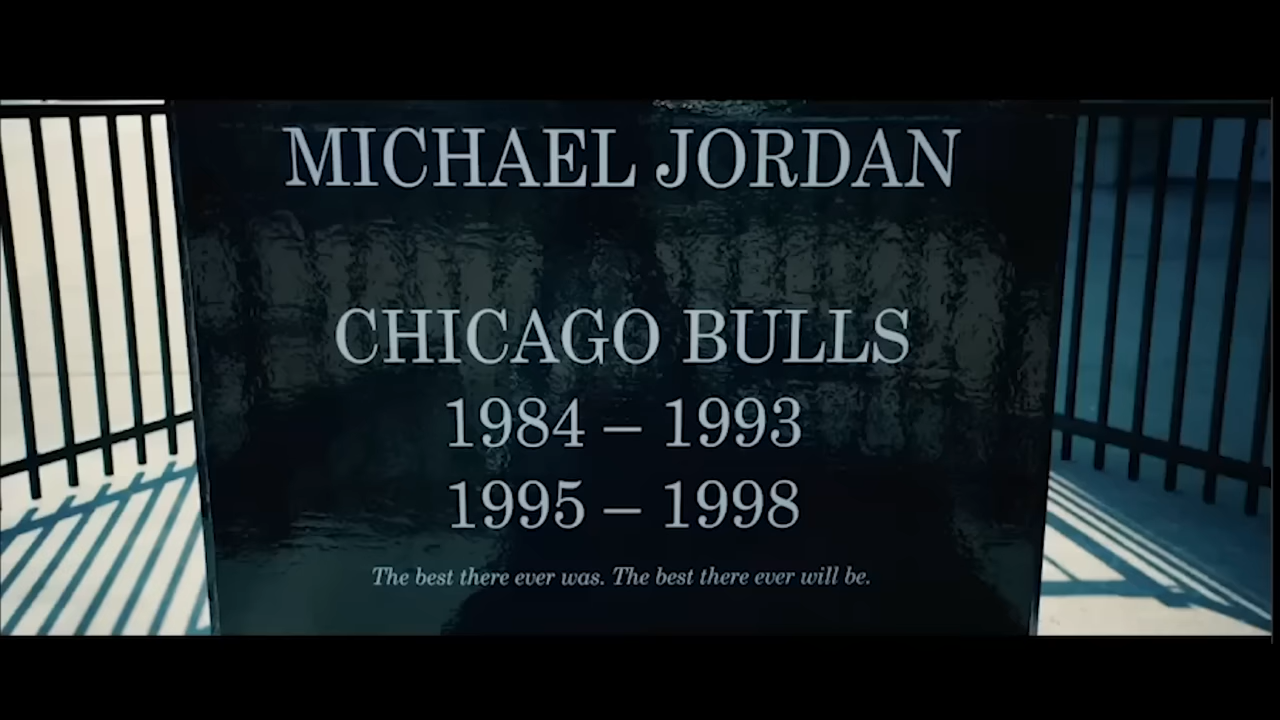 MICHAEL JORDAN
CHICAGO BULLS
1984 – 1993
1995 – 1998
The best there ever was. The best there ever will be.